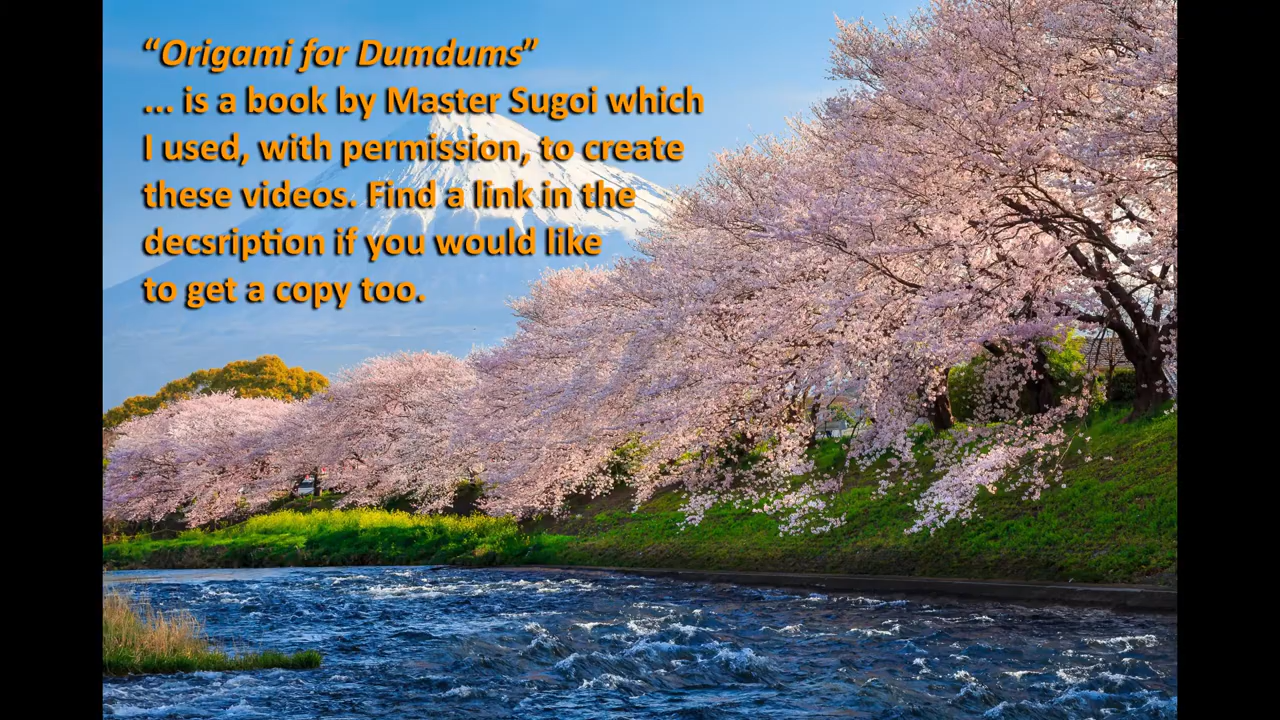 “Origami for Dumdums”
... is a book by Master Sugoi which
I used, with permission, to create
these videos. Find a link in the
decsription if you would like
to get a copy too.